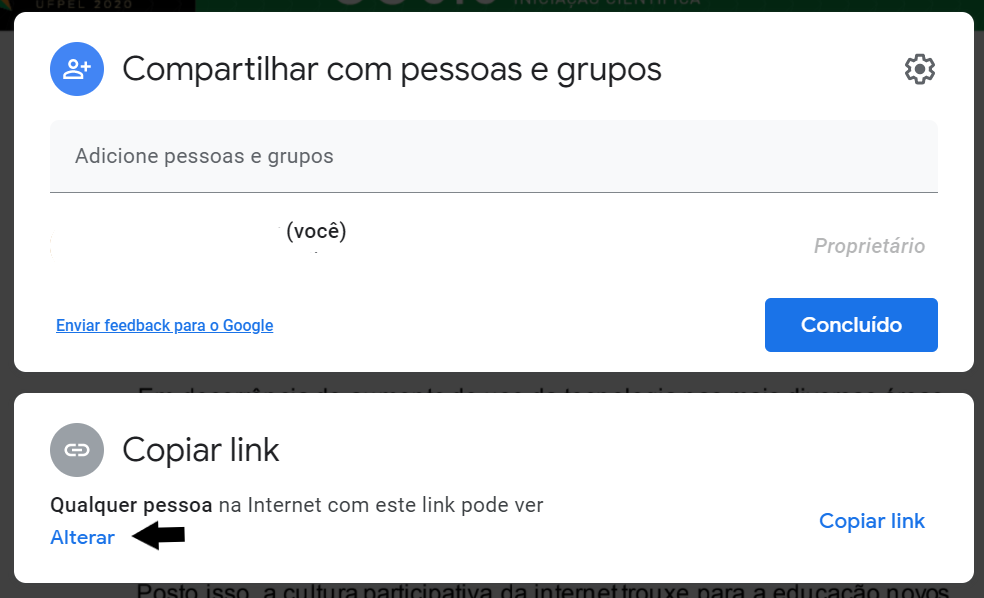 UFPEL 2020
INICIAÇÃO CIENTÍFICA
Compartilhar com pessoas e grupos
Adicione pessoas e grupos
(você)
Proprietário
Enviar feedback para o Google
Concluído
Copiar link
Qualquer pessoa na Internet com este link pode ver
Alterar
Copiar link
Posto isso, a cultura participativa da internet trouxe para a educação novos